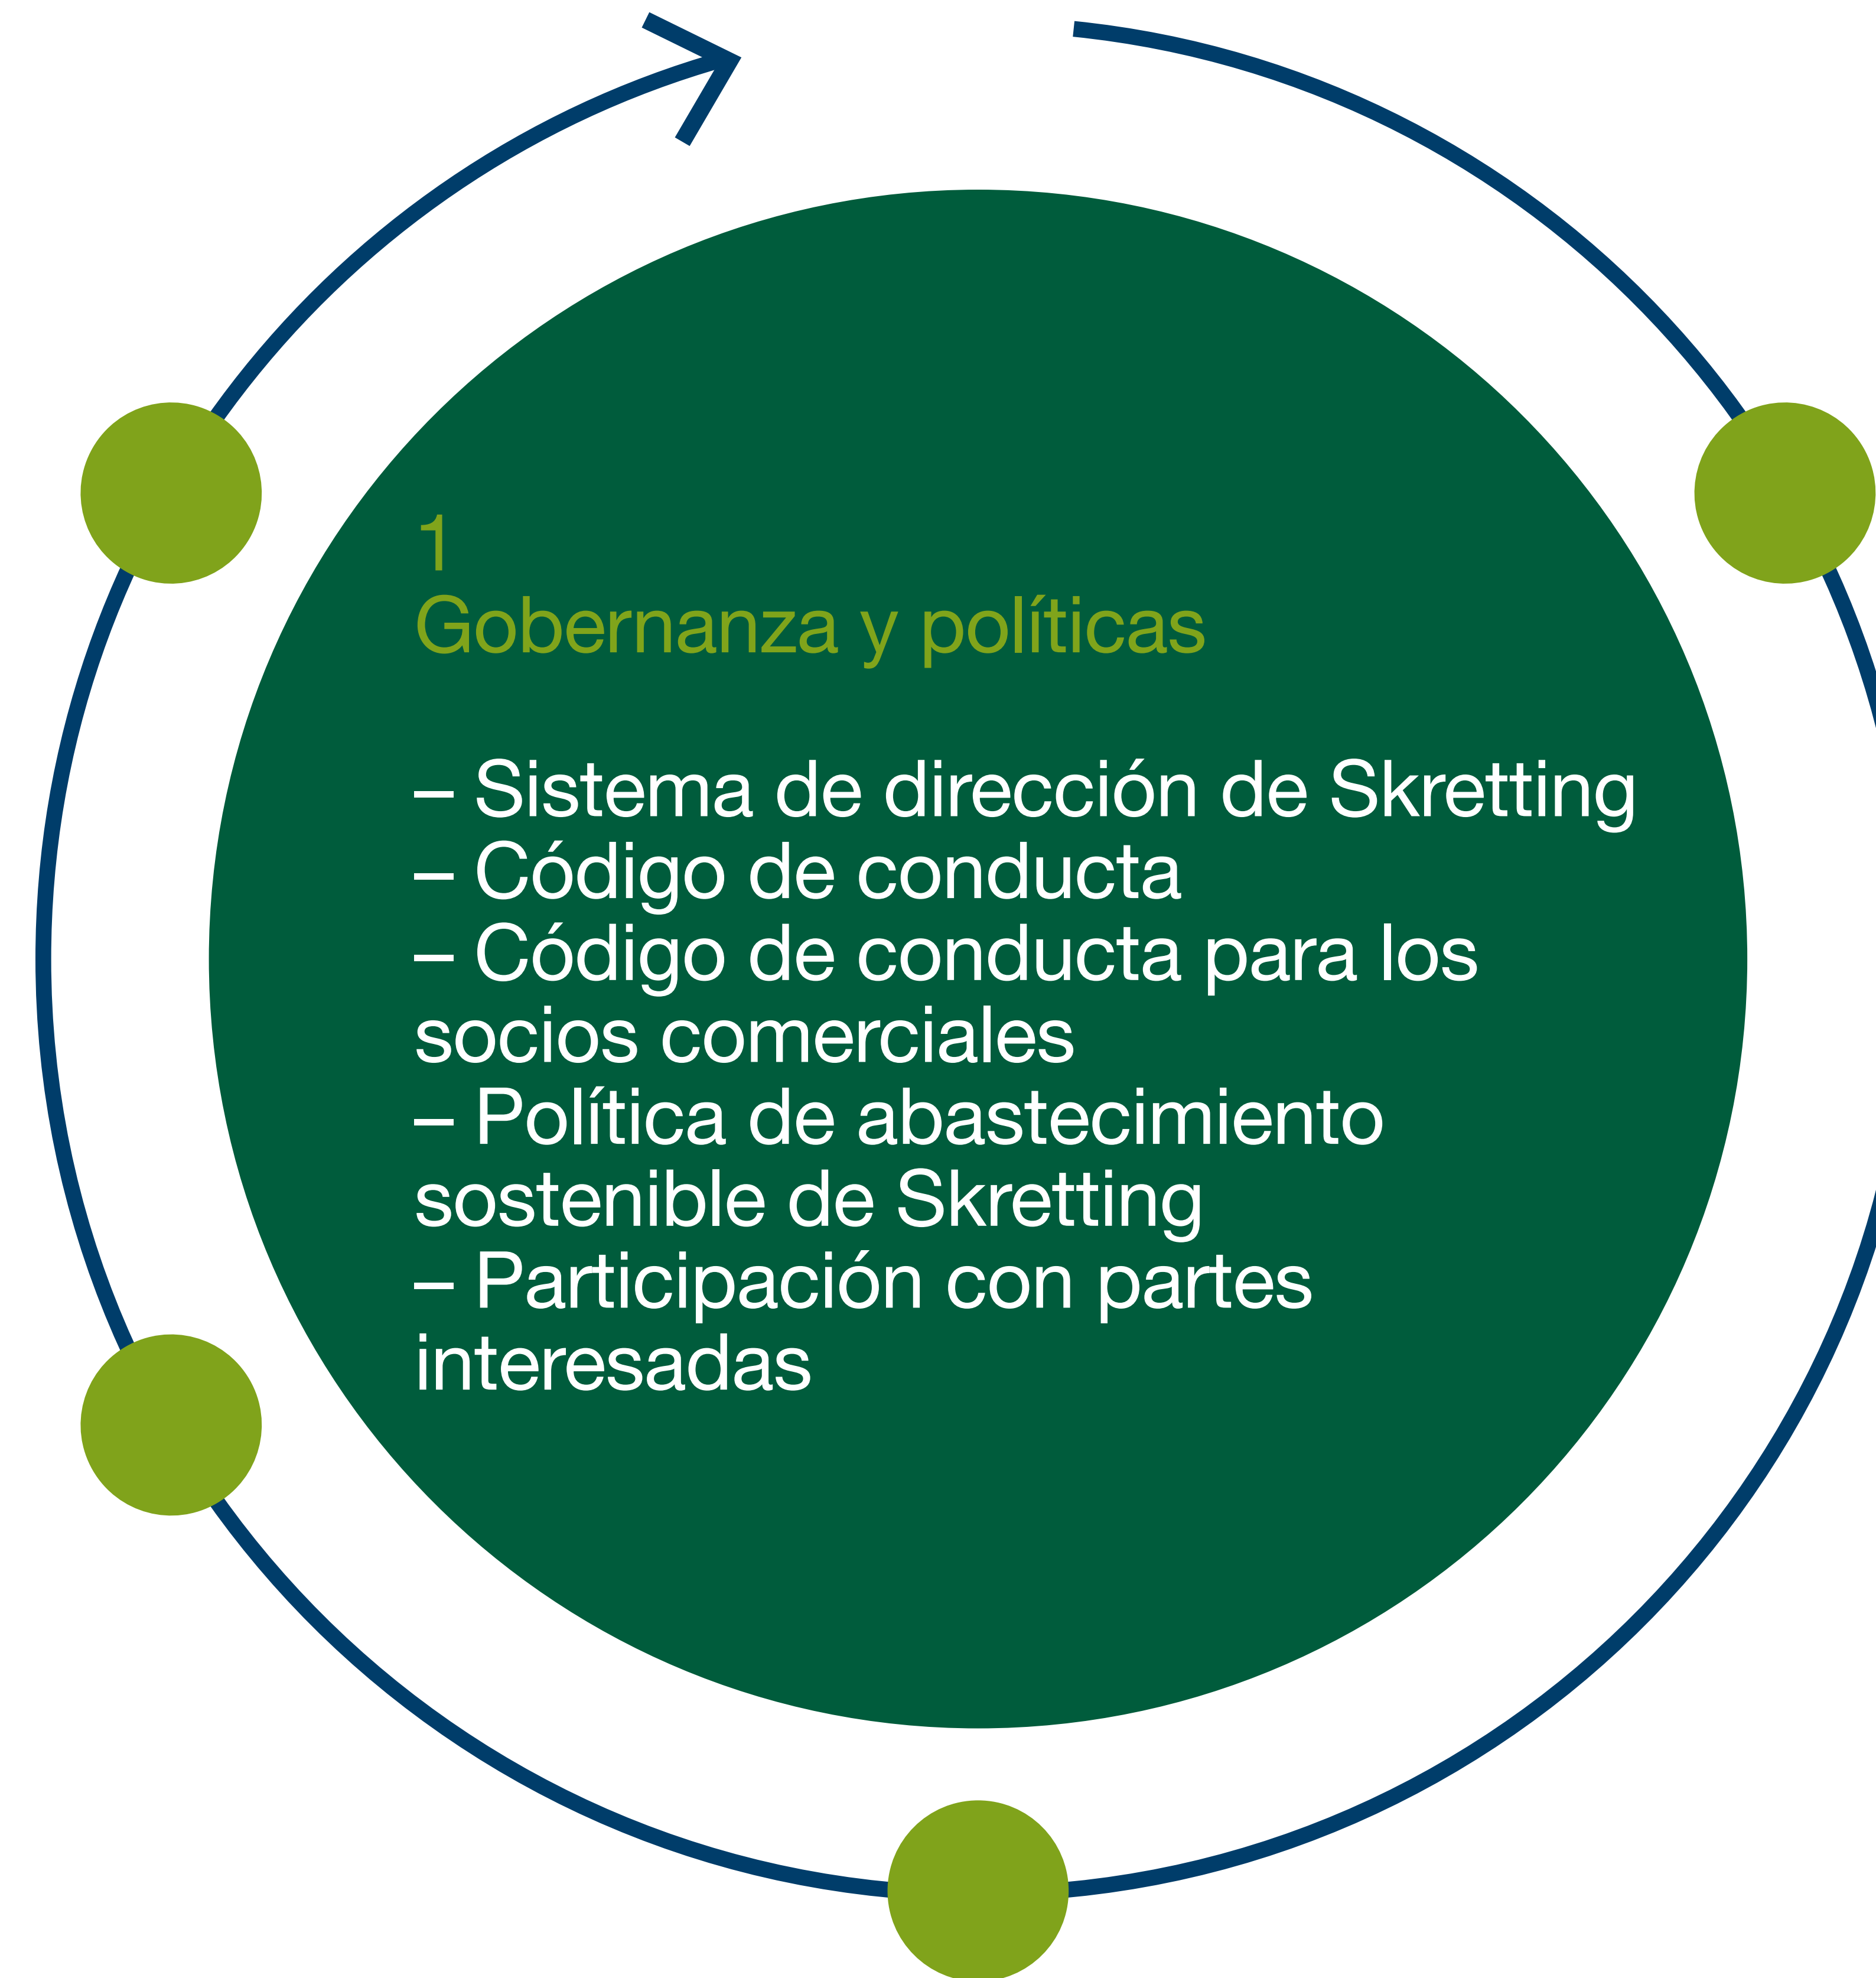 1
Gobernanza y políticas
– Sistema de dirección de Skretting
– Código de conducta
– Código de conducta para los
socios comerciales
– Política de abastecimiento
sostenible de Skretting
– Participación con partes
interesadas